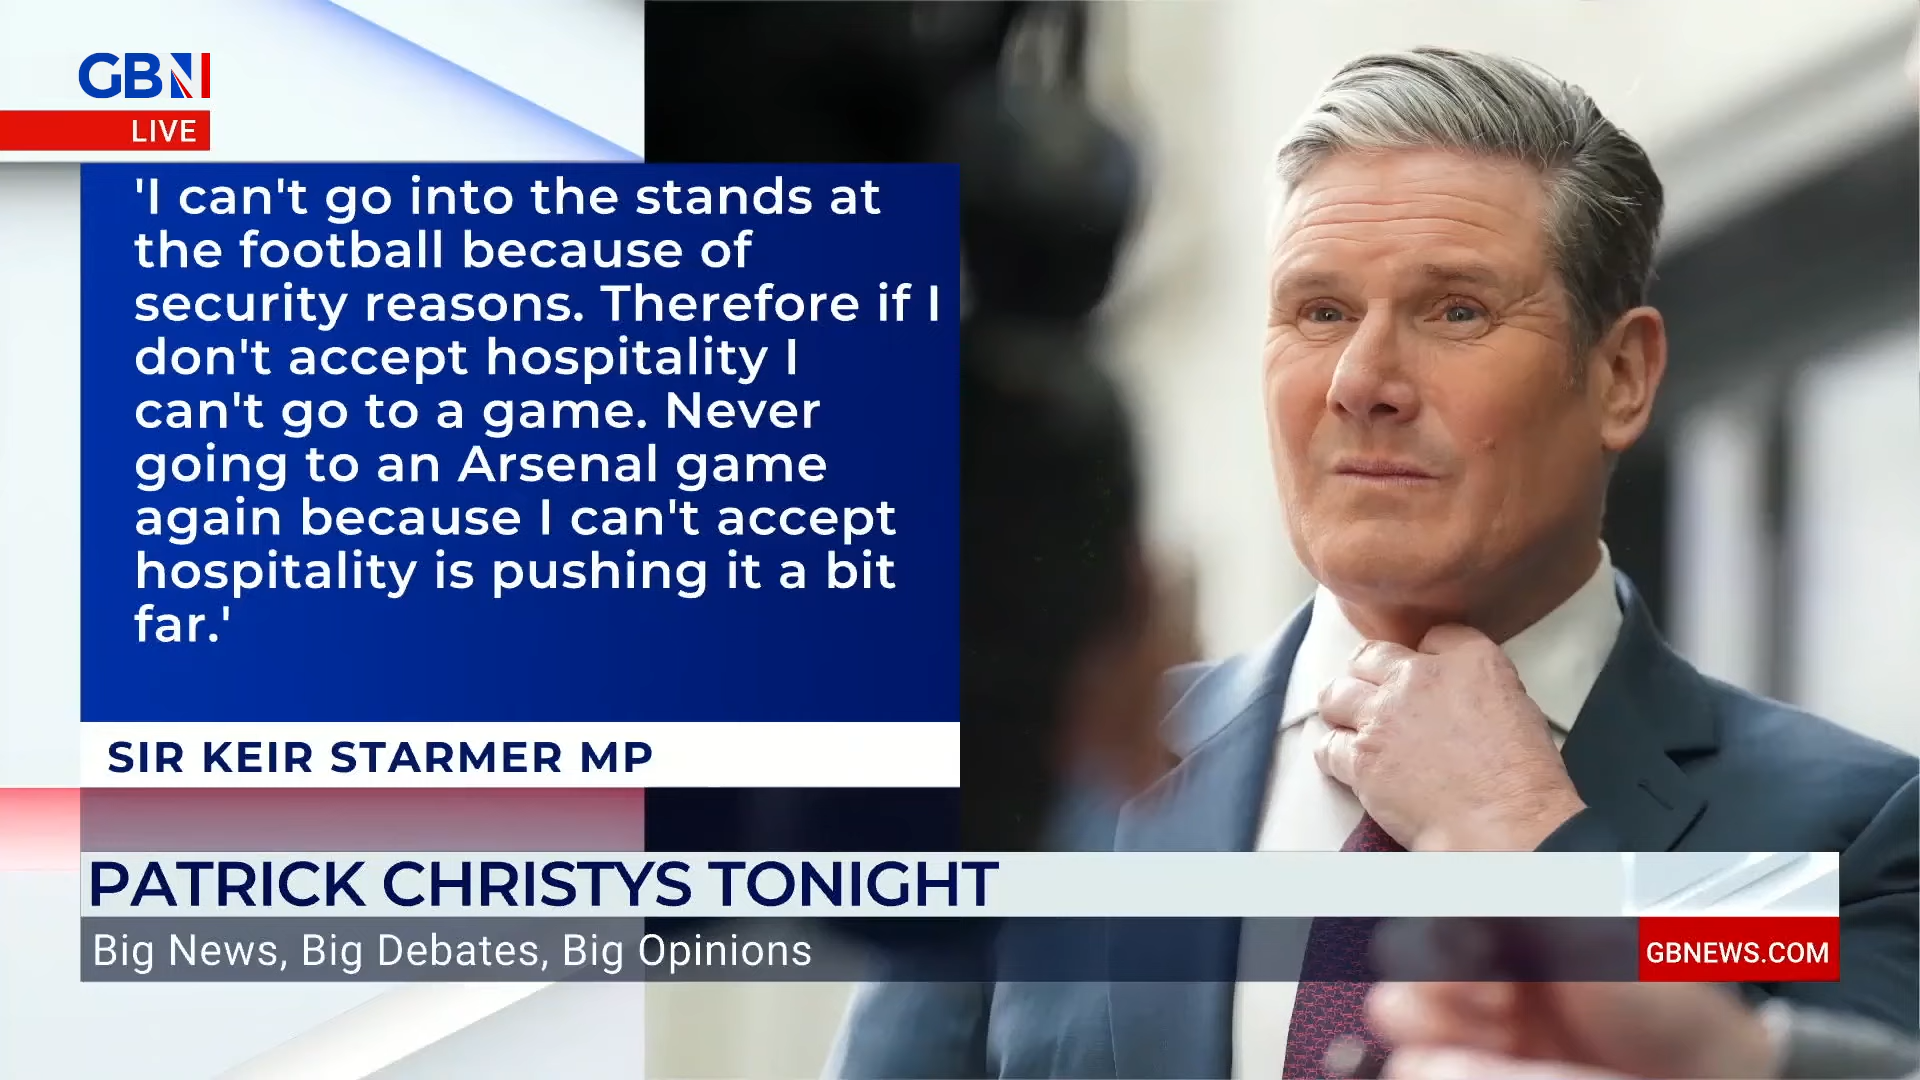 GBN
LIVE
'I can't go into the stands at
the football because of
security reasons. Therefore if I
don't accept hospitality I
can't go to a game. Never
going to an Arsenal game
again because I can't accept
hospitality is pushing it a bit
far.'
SIR KEIR STARMER MP
PATRICK CHRISTYS TONIGHT
Big News, Big Debates, Big Opinions
GBNEWS.COM